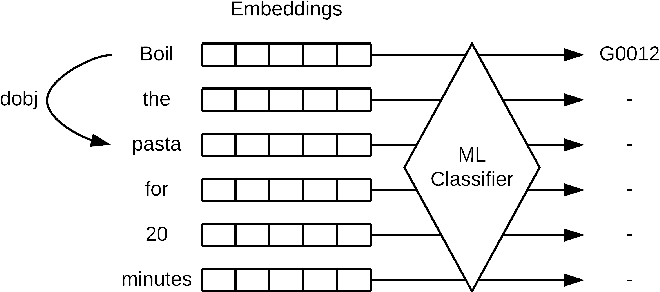 Embeddings
Boil G0012
dobj the -
pasta -
ML
Classifier
for -
20 -
minutes -